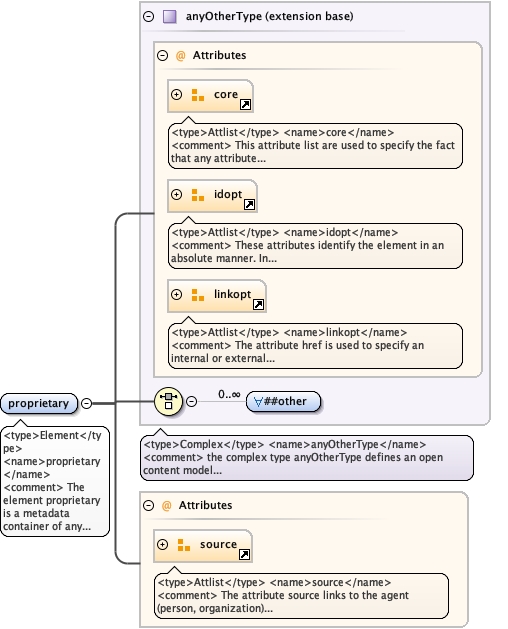 anyOtherType (extension base)
@ Attributes
core
<type>Attlist</type> <name>core</name>
<comment> This attribute list are used to specify the fact
that any attribute...
idopt
<type>Attlist</type> <name>idopt</name>
<comment> These attributes identify the element in an
absolute manner. In...
linkopt
<type>Attlist</type> <name>linkopt</name>
<comment> The attribute href is used to specify an
internal or external...
proprietary
0..∞
∀##other
<type>Element</ty
pe>
<name>proprietary
</name>
<comment> The
element proprietary
is a metadata
container of any...
<type>Complex</type> <name>anyOtherType</name>
<comment> the complex type anyOtherType defines an open
content model...
@ Attributes
source
<type>Attlist</type> <name>source</name>
<comment> The attribute source links to the agent
(person, organization)...